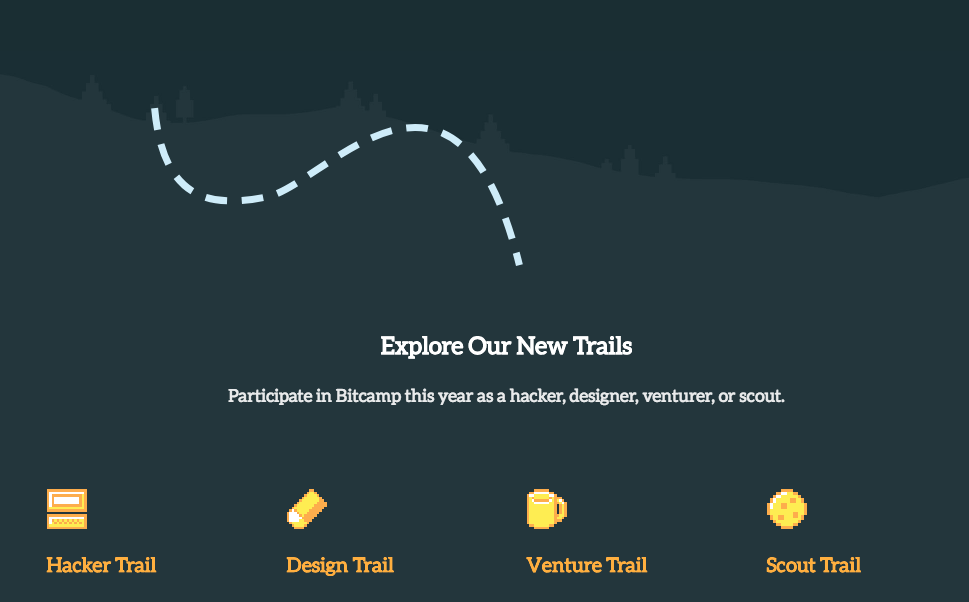 Explore Our New Trails
Participate in Bitcamp this year as a hacker, designer, venturer, or scout.
Hacker Trail
Design Trail
Venture Trail
Scout Trail